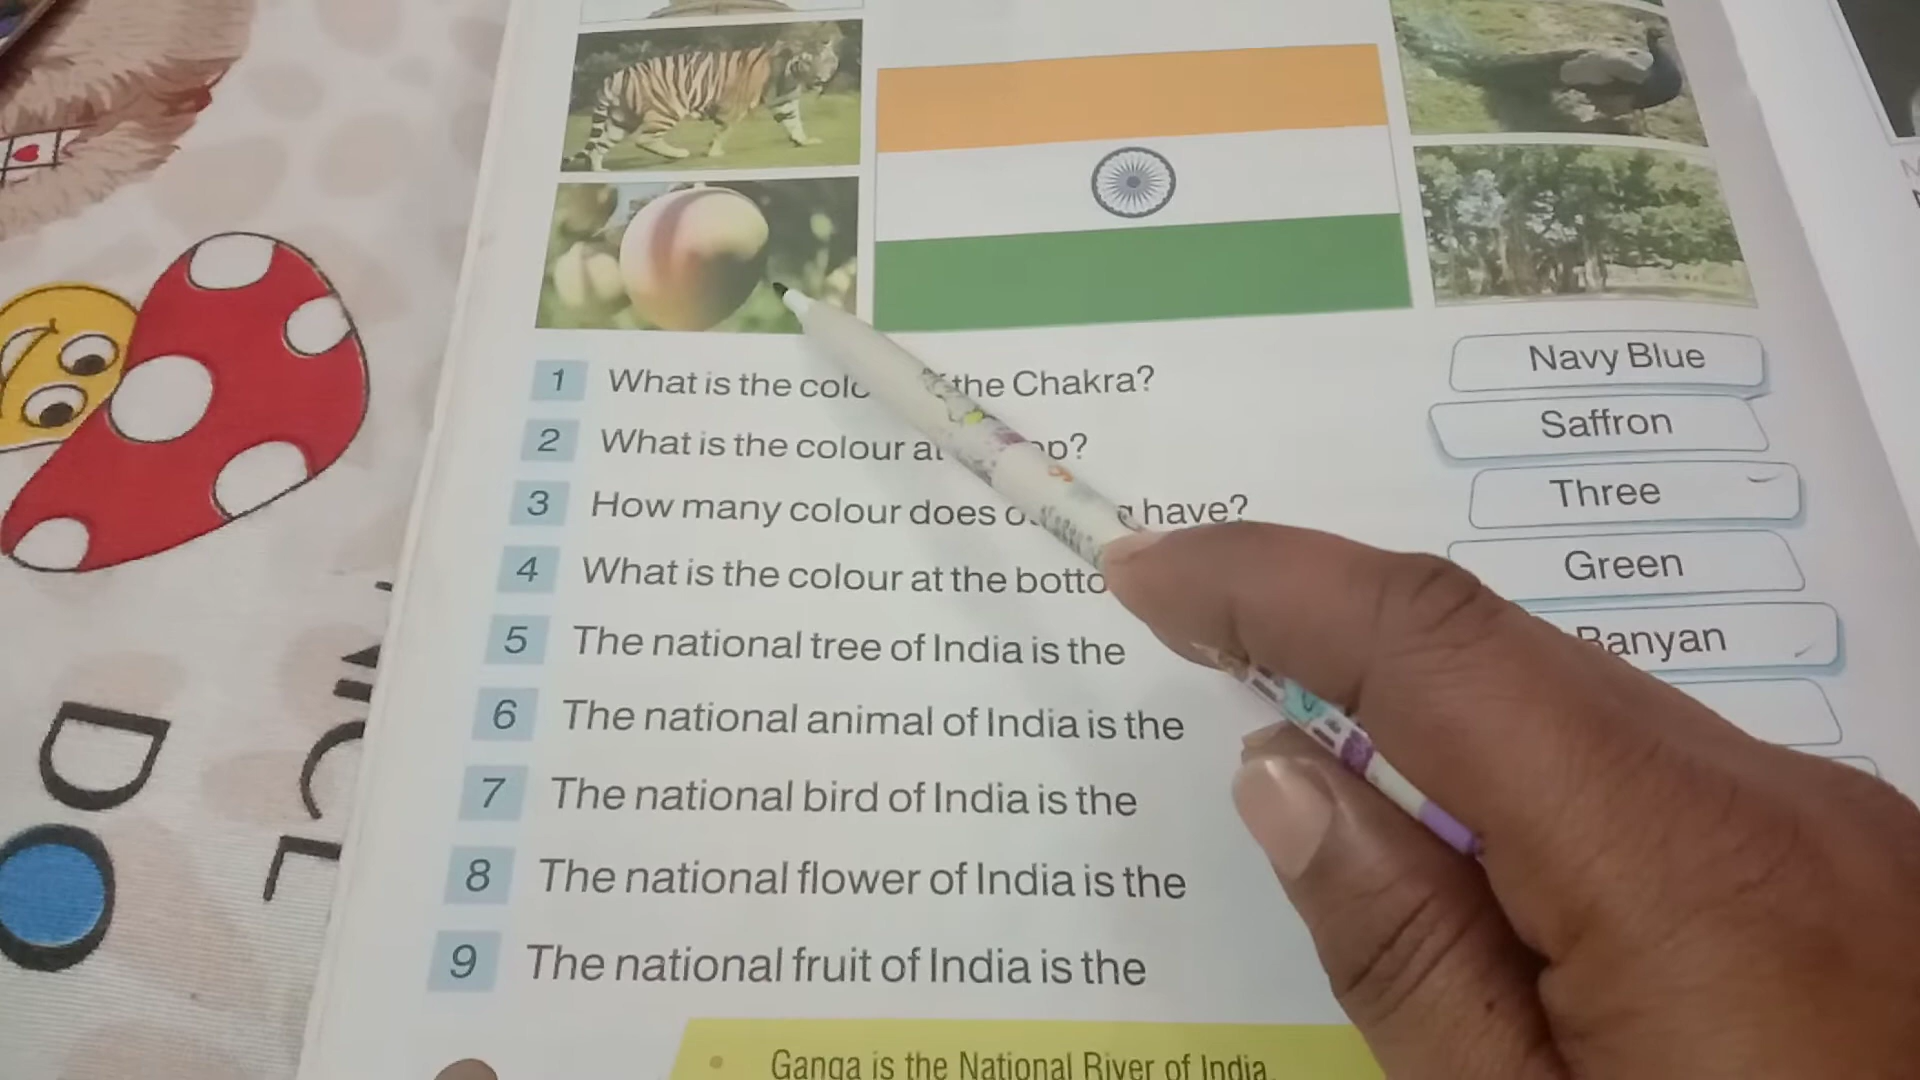 1 What is the the Chakra? Navy Blue
2 What is the colour Saffron
3 How many colour does have? Three
4 What is the colour at the Green
5 The national tree of India is the Banyan
6 The national animal of India is the
7 The national bird of India is the
8 The national flower of India is the
9 The national fruit of India is the
• Ganga is the National River of India.
DO